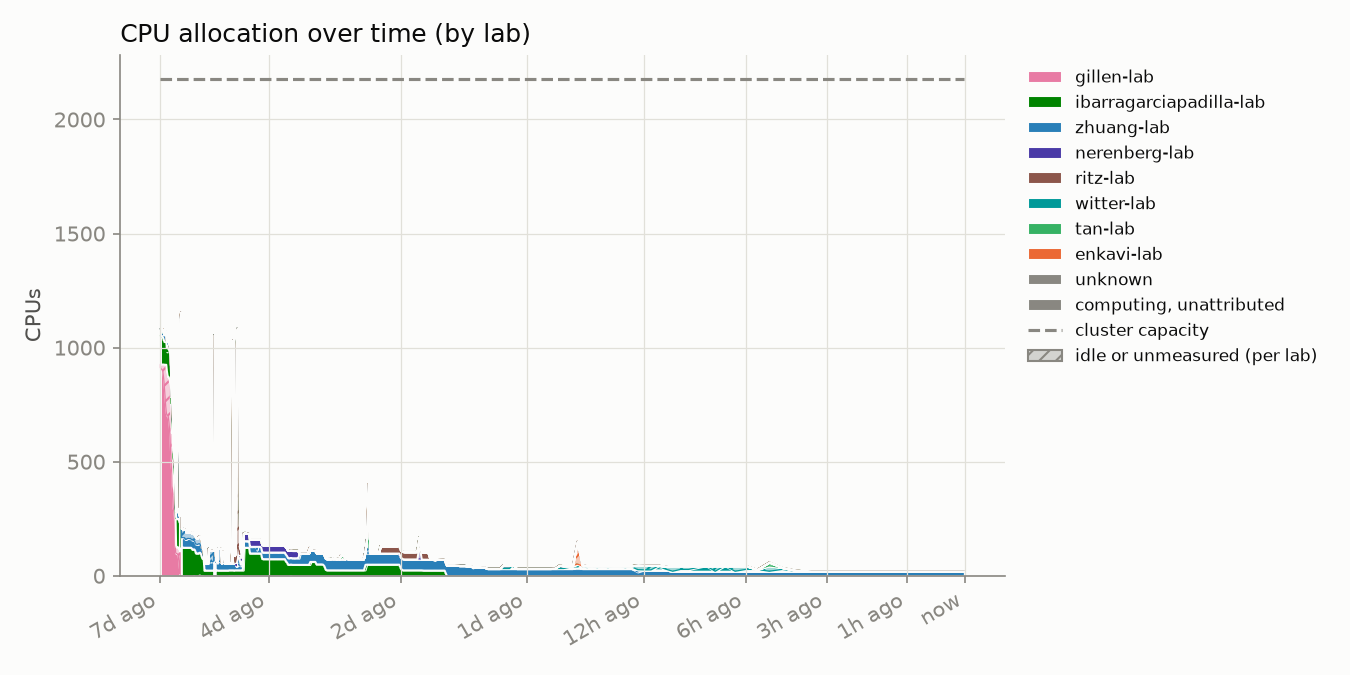 CPU allocation over time (by lab)
CPUs
2000
1500
1000
500
0
7d ago
4d ago
2d ago
1d ago
12h ago
6h ago
3h ago
1h ago
now
gillen-lab
ibarragarciapadilla-lab
zhuang-lab
nerenberg-lab
ritz-lab
witter-lab
tan-lab
enkavi-lab
unknown
computing, unattributed
cluster capacity
idle or unmeasured (per lab)